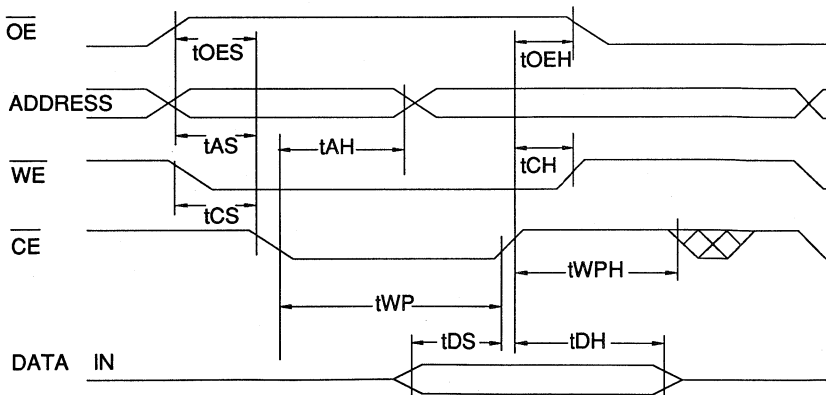 OE
tOES
tOEH
ADDRESS
tAS
tAH
WE
tCH
tCS
CE
tWPH
tWP
tDS
tDH
DATA IN